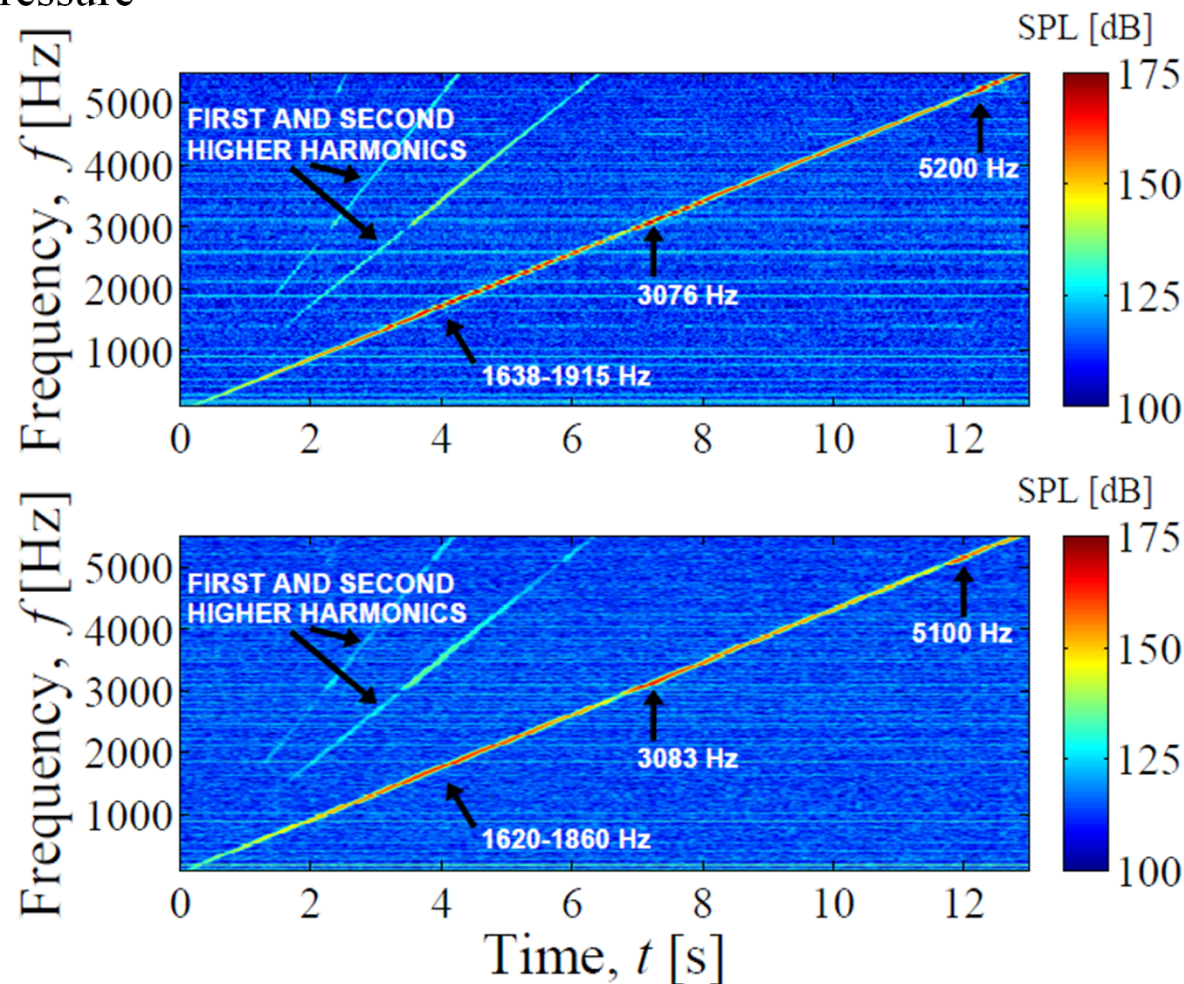 ressure
SPL [dB]
Frequency, f [Hz]
5000
4000
3000
2000
1000
FIRST AND SECOND
HIGHER HARMONICS
5200 Hz
3076 Hz
1638-1915 Hz
175
150
125
100
0 2 4 6 8 10 12
SPL [dB]
Frequency, f [Hz]
5000
4000
3000
2000
1000
FIRST AND SECOND
HIGHER HARMONICS
5100 Hz
3083 Hz
1620-1860 Hz
175
150
125
100
0 2 4 6 8 10 12
Time, t [s]